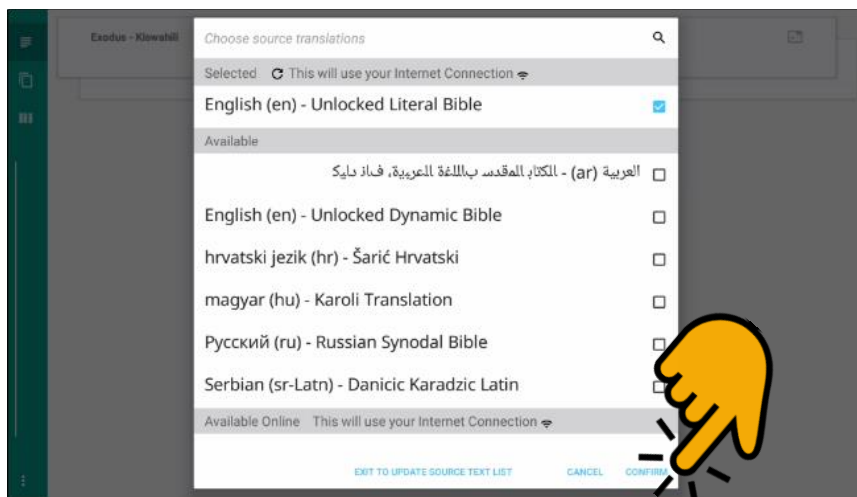 Exodus - Klowahili
Choose source translations
Selected This will use your Internet Connection
English (en) - Unlocked Literal Bible
Available
العربية (ar) - الكتاب المقدس باللغة العربية، فان دايك
English (en) - Unlocked Dynamic Bible
hrvatski jezik (hr) - Šarić Hrvatski
magyar (hu) - Karoli Translation
Русский (ru) - Russian Synodal Bible
Serbian (sr-Latn) - Danicic Karadzic Latin
Available Online This will use your Internet Connection
EXIT TO UPDATE SOURCE TEXT LIST CANCEL CONFIRM